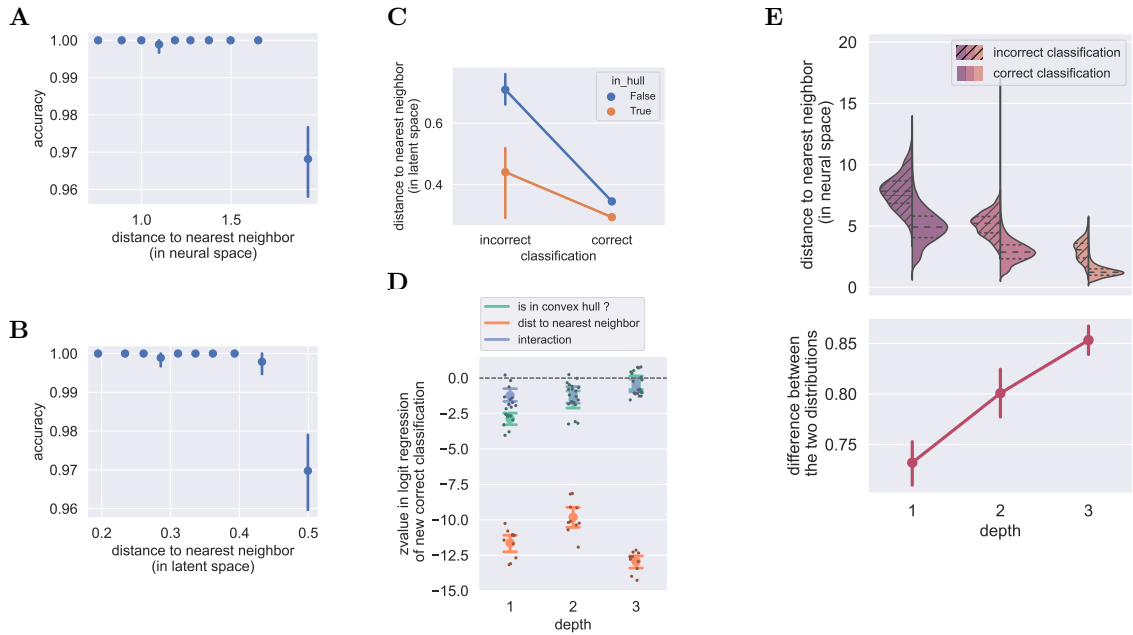 A
1.00
0.99
0.98
0.97
0.96
accuracy
1.0
1.5
distance to nearest neighbor
(in neural space)
B
1.00
0.99
0.98
0.97
0.96
accuracy
0.2
0.3
0.4
0.5
distance to nearest neighbor
(in latent space)
C
in_hull
False
True
0.6
0.4
distance to nearest neighbor
(in latent space)
incorrect
correct
classification
D
is in convex hull ?
dist to nearest neighbor
interaction
0.0
−2.5
−5.0
−7.5
−10.0
−12.5
−15.0
zvalue in logit regression
of new correct classification
1
2
3
depth
E
incorrect classification
correct classification
20
15
10
5
0
distance to nearest neighbor
(in neural space)
0.85
0.80
0.75
difference between
the two distributions
1
2
3
depth